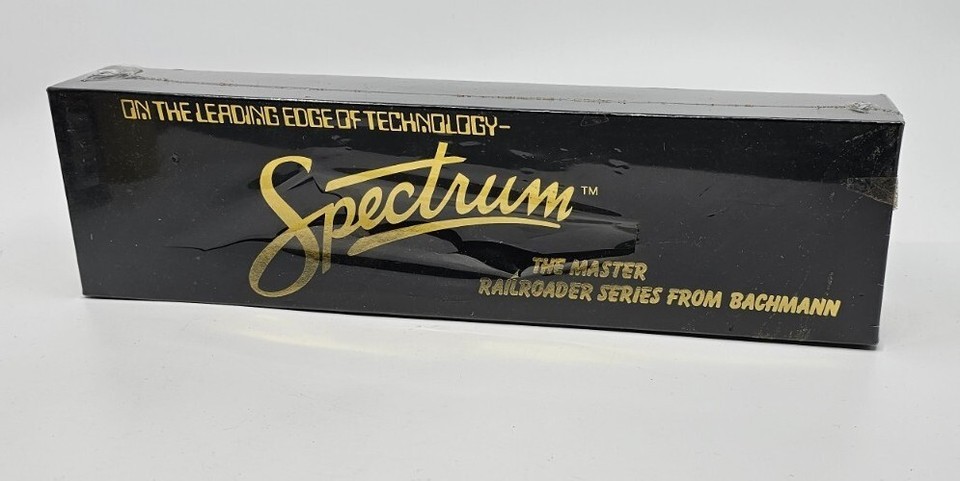 ON THE LEADING EDGE OF TECHNOLOGY-
Spectrum™
THE MASTER
RAILROADER SERIES FROM BACHMANN